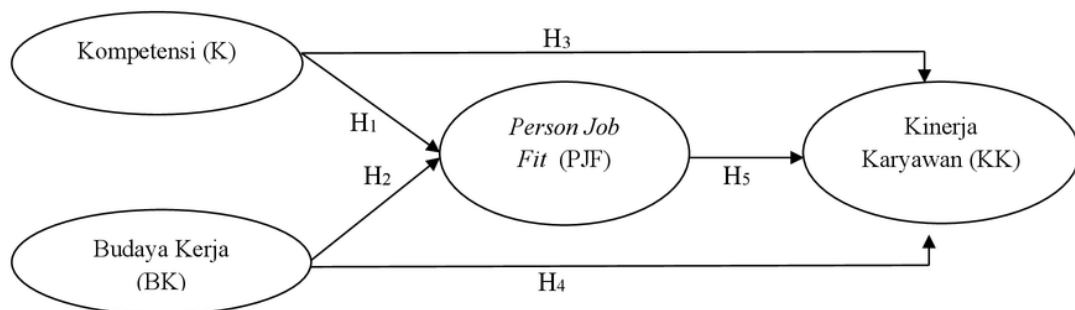 Kompetensi (K)
H3
H1
Person Job
Fit (PJF)
Kinerja
Karyawan (KK)
H2
H5
Budaya Kerja
(BK)
H4